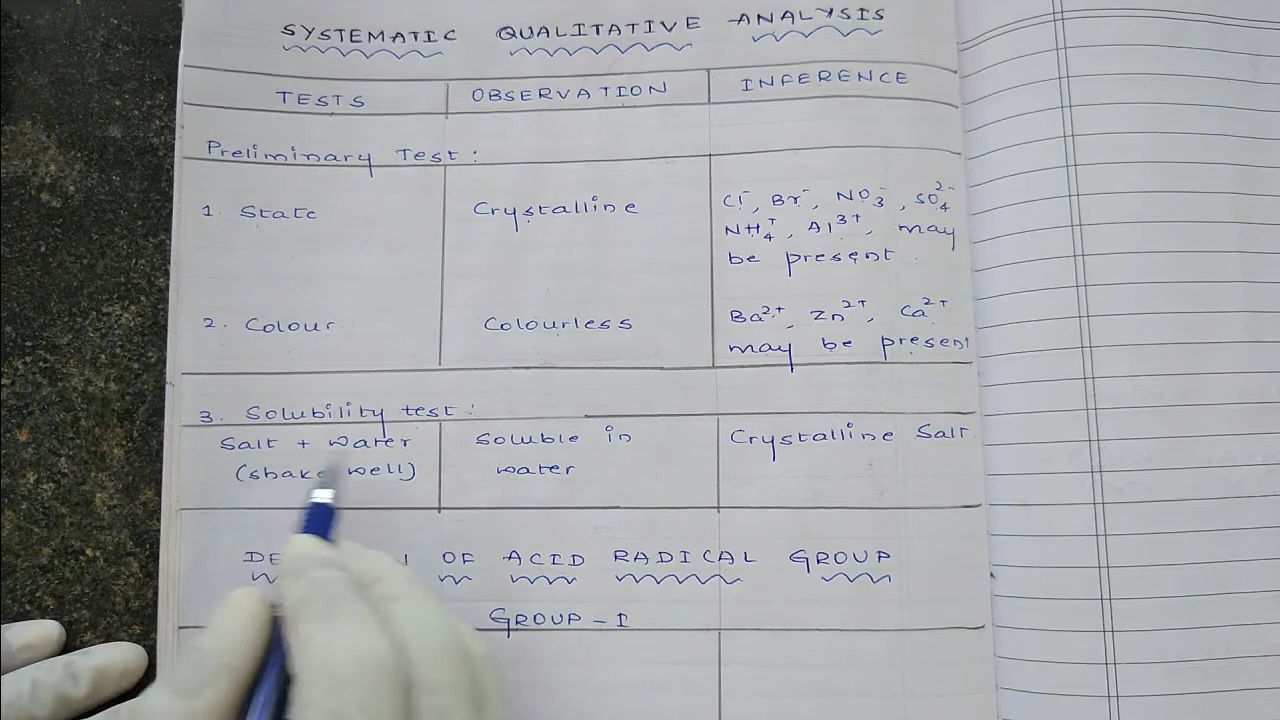 SYSTEMATIC QUALITATIVE ANALYSIS
TESTS OBSERVATION INFERENCE
Preliminary Test:
1. State Crystalline Cl⁻, Br⁻, NO₃⁻, SO₄²⁻
NH₄⁺, Al³⁺, may
be present.
2. Colour Colourless Ba²⁺, Zn²⁺, Ca²⁺
may be present
3. Solubility test:
Salt + water Soluble in Crystalline Salt
(shake well) water
OF ACID RADICAL GROUP
GROUP - I